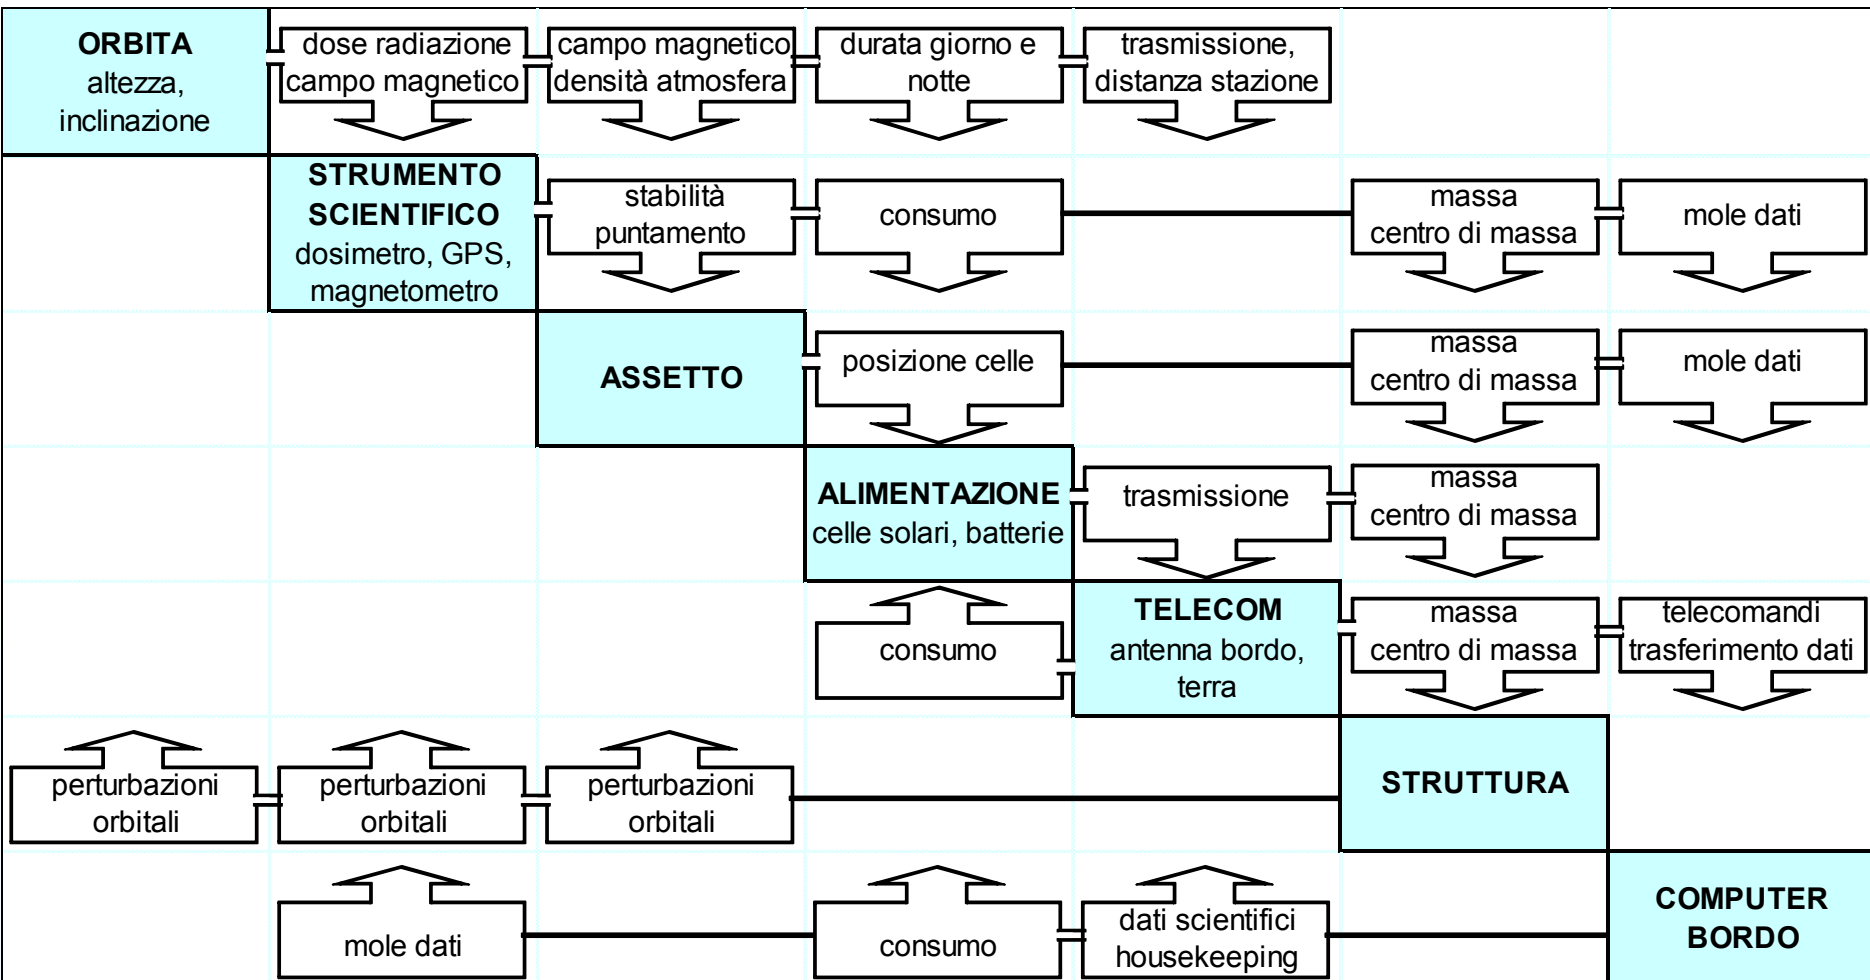 ORBITA
altezza,
inclinazione
dose radiazione
campo magnetico
campo magnetico
densità atmosfera
durata giorno e
notte
trasmissione,
distanza stazione
STRUMENTO
SCIENTIFICO
dosimetro, GPS,
magnetometro
stabilità
puntamento
consumo
massa
centro di massa
mole dati
ASSETTO
posizione celle
massa
centro di massa
mole dati
ALIMENTAZIONE
celle solari, batterie
trasmissione
massa
centro di massa
consumo
TELECOM
antenna bordo,
terra
massa
centro di massa
telecomandi
trasferimento dati
perturbazioni
orbitali
perturbazioni
orbitali
perturbazioni
orbitali
STRUTTURA
mole dati
consumo
dati scientifici
housekeeping
COMPUTER
BORDO